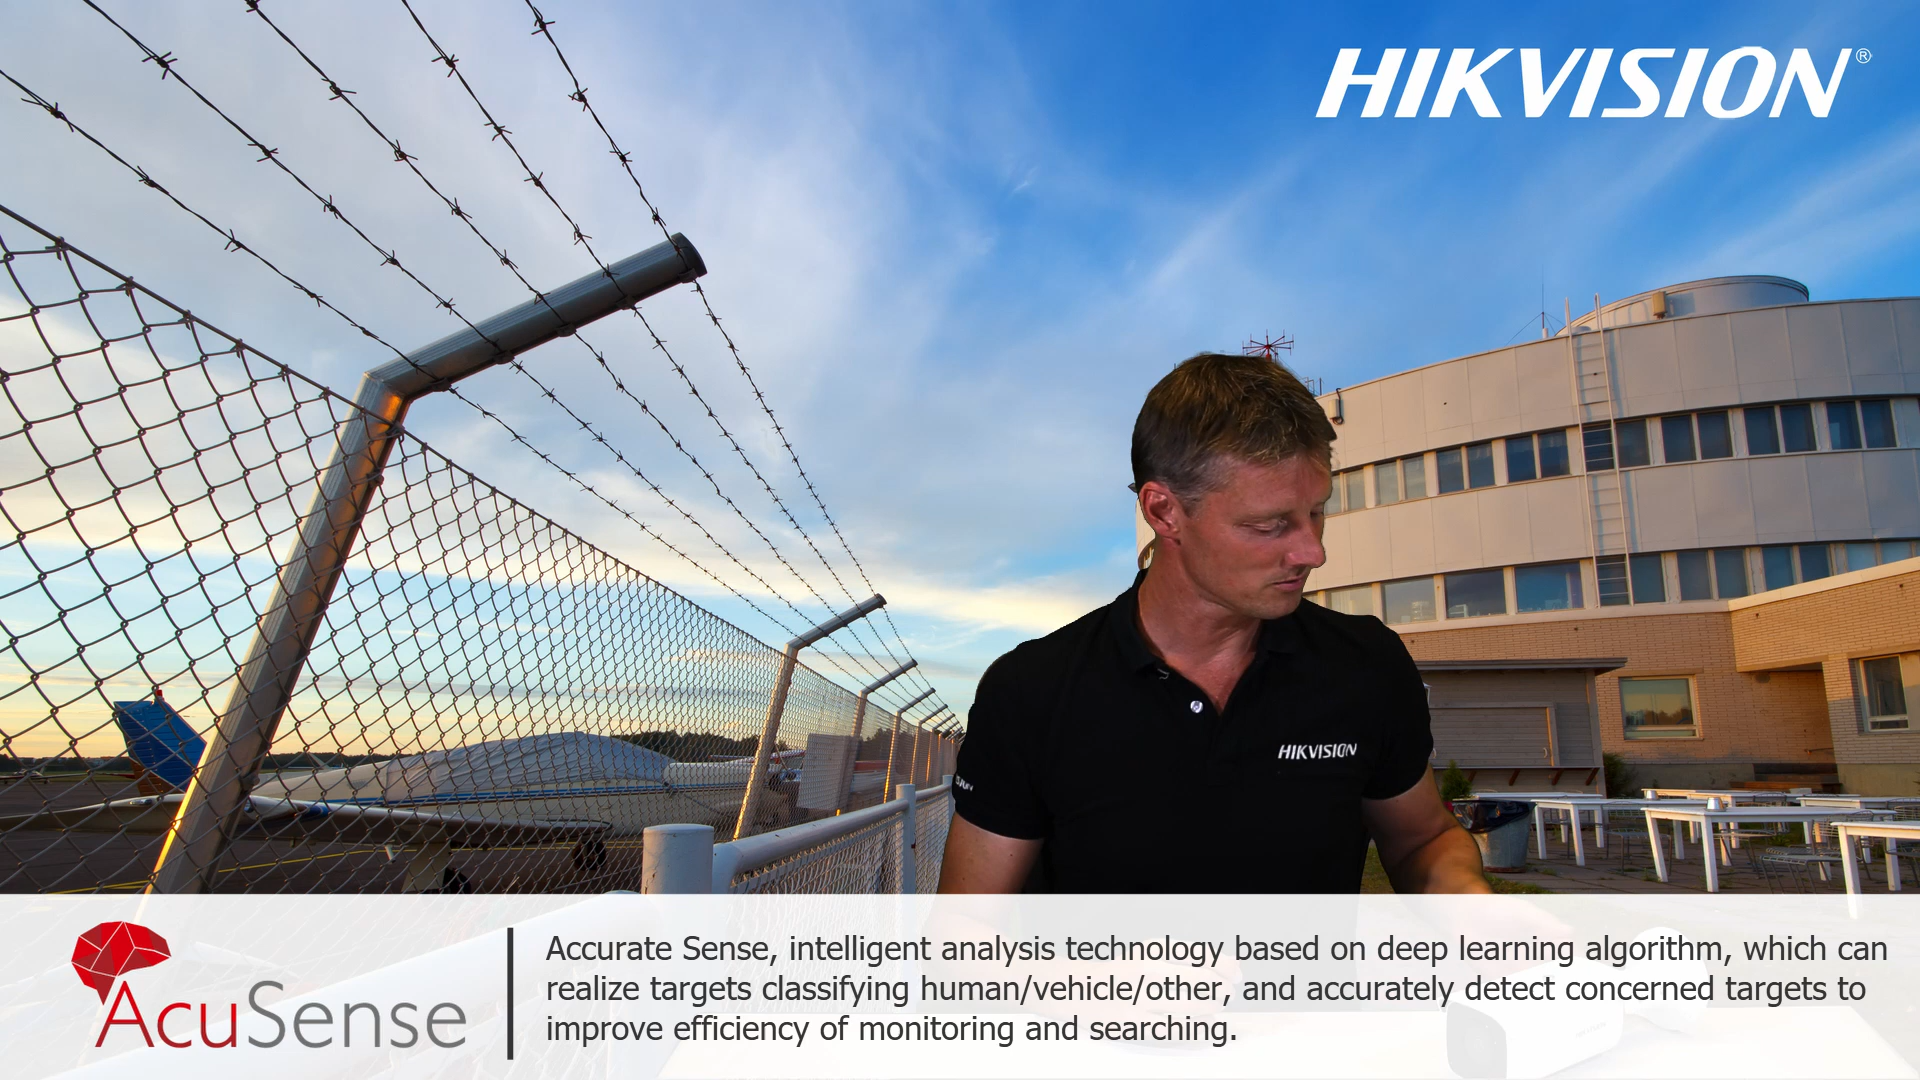 HIKVISION®
HIKVISION
AcuSense
Accurate Sense, intelligent analysis technology based on deep learning algorithm, which can
realize targets classifying human/vehicle/other, and accurately detect concerned targets to
improve efficiency of monitoring and searching.